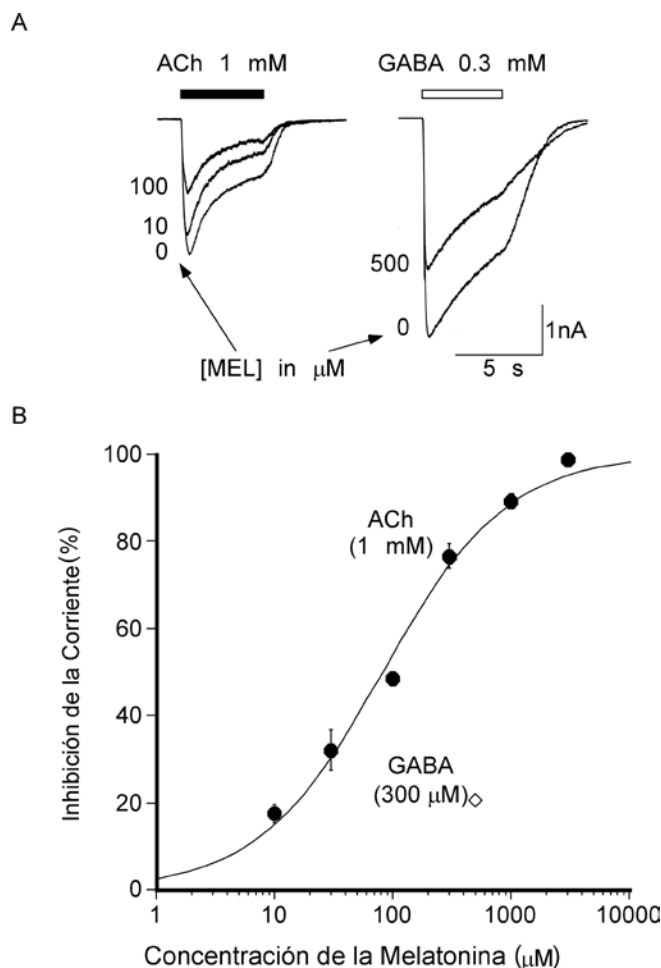 A
ACh 1 mM
GABA 0.3 mM
100
10
0
500
0
1nA
5 s
[MEL] in μM
B
Inhibición de la Corriente (%)
100
80
60
40
20
0
ACh
(1 mM)
GABA
(300 μM)
1 10 100 1000 10000
Concentración de la Melatonina (μM)